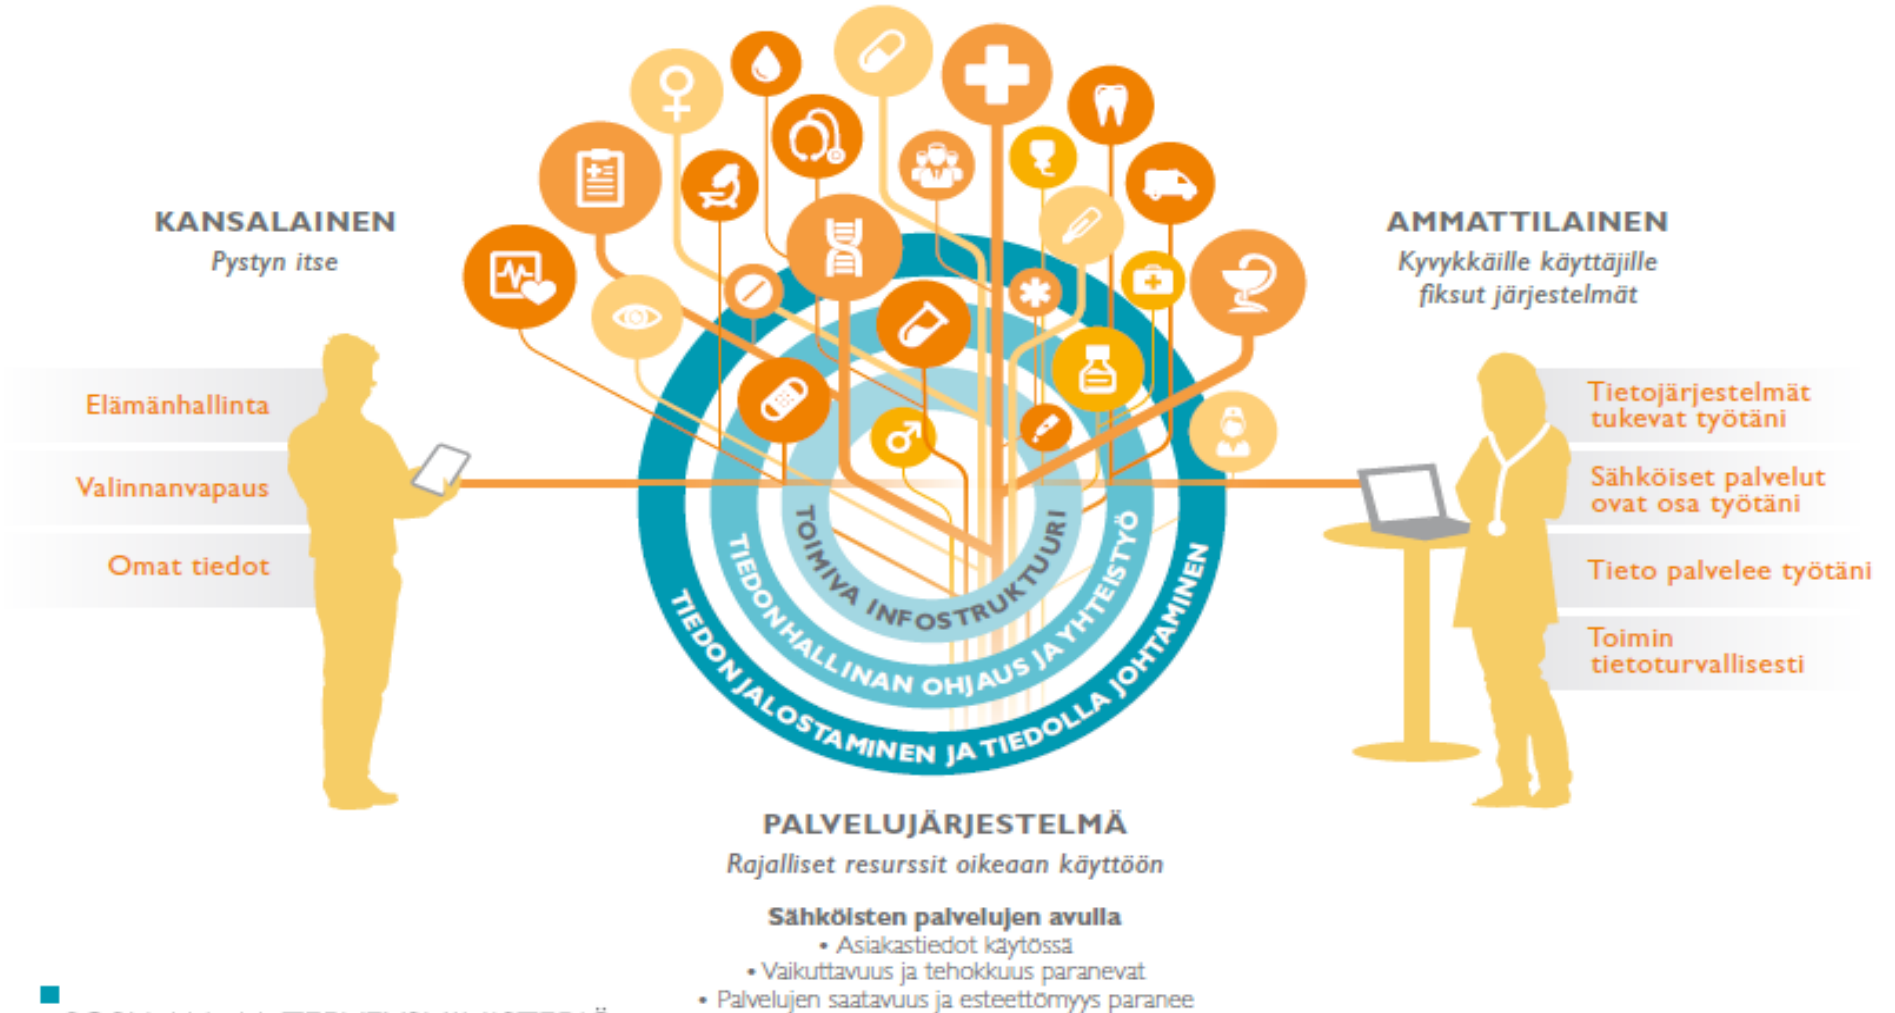 KANSALAINEN
Pystyn itse
Elämänhallinta
Valinnanvapaus
Omat tiedot
TOIMIVA INFOSTRUKTUURI
TIEDONHALLINAN OHJAUS JA YHTEISTYÖ
TIEDON JALOSTAMINEN JA TIEDOLLA JOHTAMINEN
AMMATTILAINEN
Kyvykkäille käyttäjille
fiksut järjestelmät
Tietojärjestelmät
tukevat työtäni
Sähköiset palvelut
ovat osa työtäni
Tieto palvelee työtäni
Toimin
tietoturvallisesti
PALVELUJÄRJESTELMÄ
Rajalliset resurssit oikeaan käyttöön
Sähköisten palvelujen avulla
• Asiakastiedot käytössä
• Vaikuttavuus ja tehokkuus paranevat
• Palvelujen saatavuus ja esteettömyys paranee